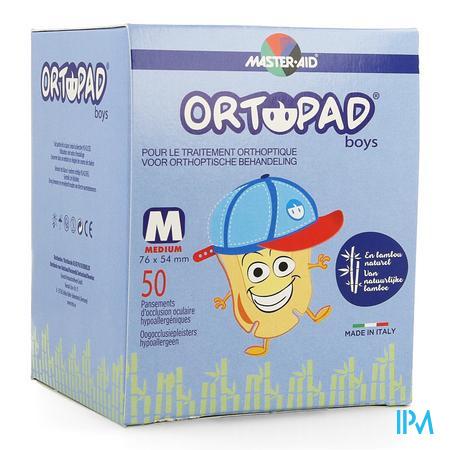 MASTER-AID
ORTOPAD®
boys
POUR LE TRAITEMENT ORTHOPTIQUE
VOOR ORTHOPTISCHE BEHANDELING
M
MEDIUM
76 x 54 mm
50
Pansements
d'occlusion oculaire
hypoallergéniques
Oogocclusiepleisters
hypoallergeen
En bambou
naturel
Van
natuurlijke
bamboe
MADE IN ITALY
IPM